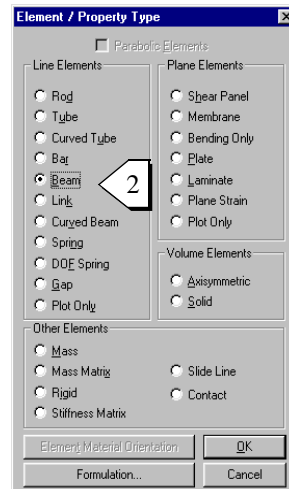 Element / Property Type
Parabolic Elements
Line Elements
Rod
Tube
Curved Tube
Bar
Beam
2
Link
Curved Beam
Spring
DOF Spring
Gap
Plot Only
Plane Elements
Shear Panel
Membrane
Bending Only
Plate
Laminate
Plane Strain
Plot Only
Volume Elements
Axisymmetric
Solid
Other Elements
Mass
Mass Matrix
Rigid
Stiffness Matrix
Slide Line
Contact
Element Material Orientation
OK
Formulation...
Cancel